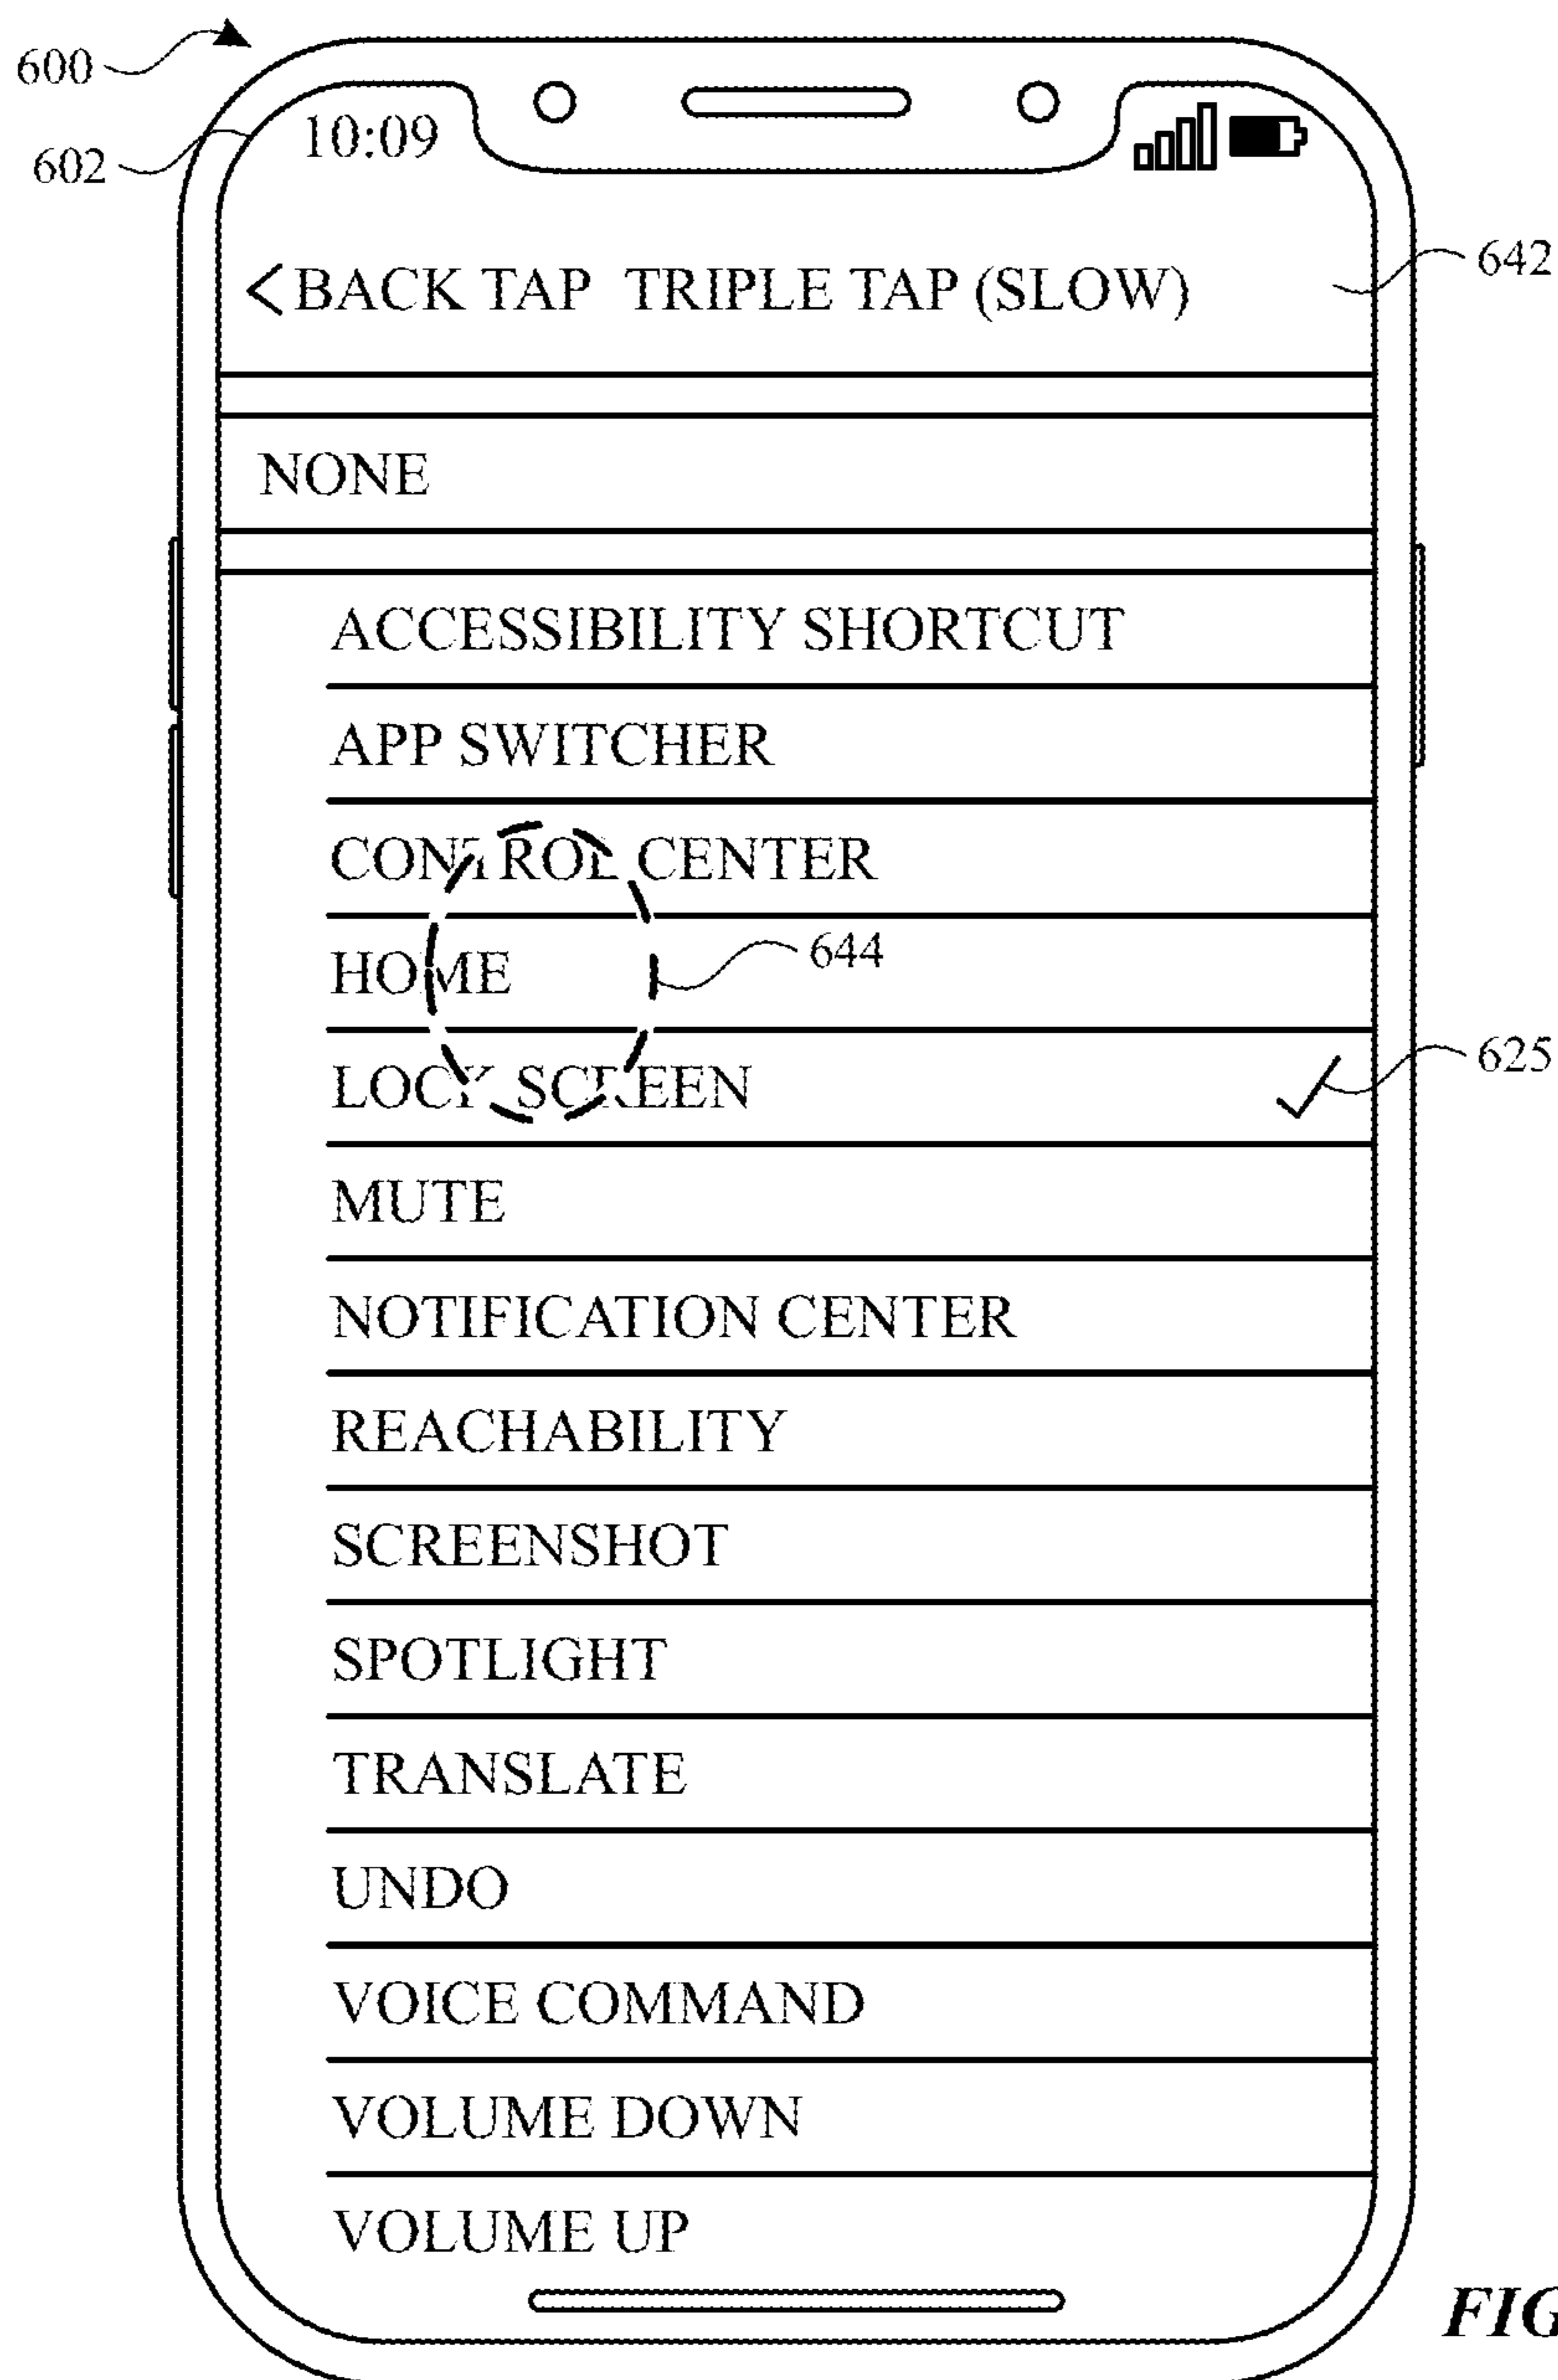 600
602
10:09
642
<BACK TAP TRIPLE TAP (SLOW)
NONE
ACCESSIBILITY SHORTCUT
APP SWITCHER
CONTROL CENTER
HOME
644
LOCK SCREEN
625
MUTE
NOTIFICATION CENTER
REACHABILITY
SCREENSHOT
SPOTLIGHT
TRANSLATE
UNDO
VOICE COMMAND
VOLUME DOWN
VOLUME UP